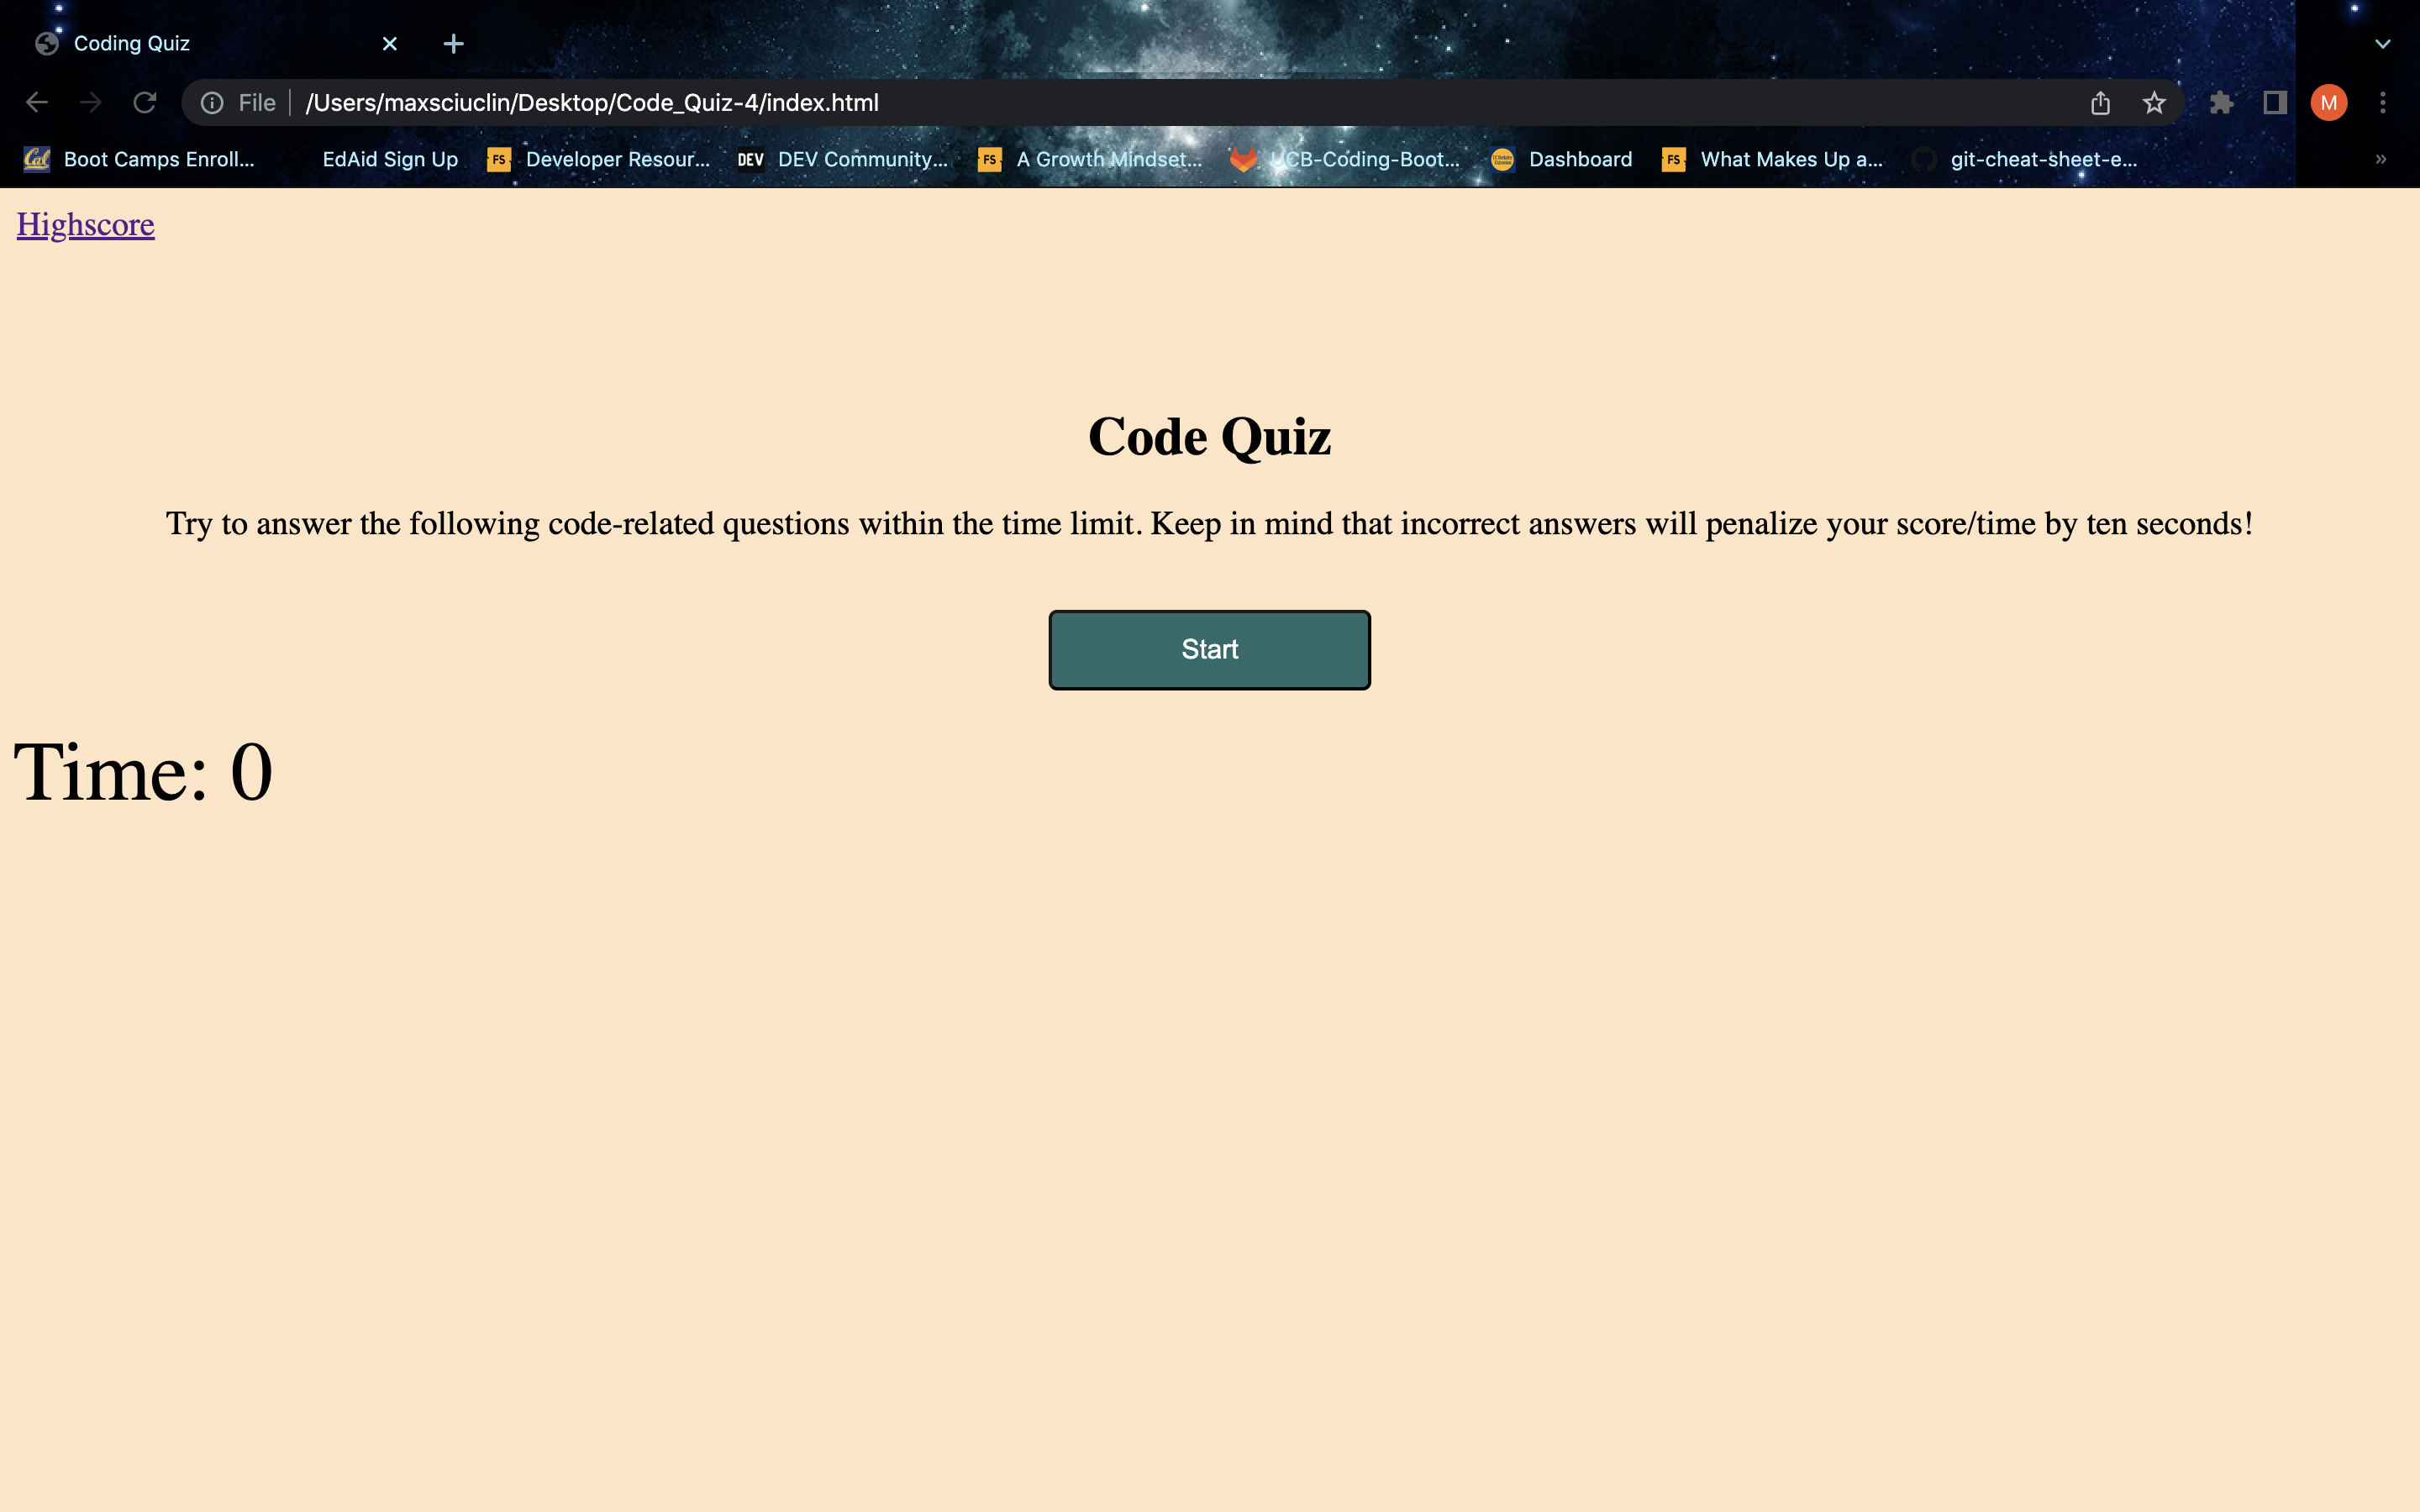 Coding Quiz
File /Users/maxsciuclin/Desktop/Code_Quiz-4/index.html M
Cal Boot Camps Enroll... EdAid Sign Up FS Developer Resour... DEV DEV Community... FS A Growth Mindset... UCB-Coding-Boot... Dashboard FS What Makes Up a... git-cheat-sheet-e... »
Highscore
Code Quiz
Try to answer the following code-related questions within the time limit. Keep in mind that incorrect answers will penalize your score/time by ten seconds!
Start
Time: 0